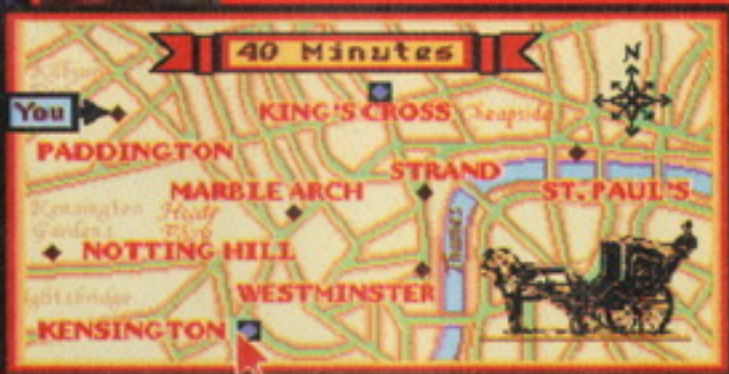 40 Minutes
N
You
KING'S CROSS
Cheapside
PADDINGTON
STRAND
MARBLE ARCH
ST. PAUL'S
Kensington
Gardens
Hyde
Park
NOTTING HILL
Thames
WESTMINSTER
KENSINGTON